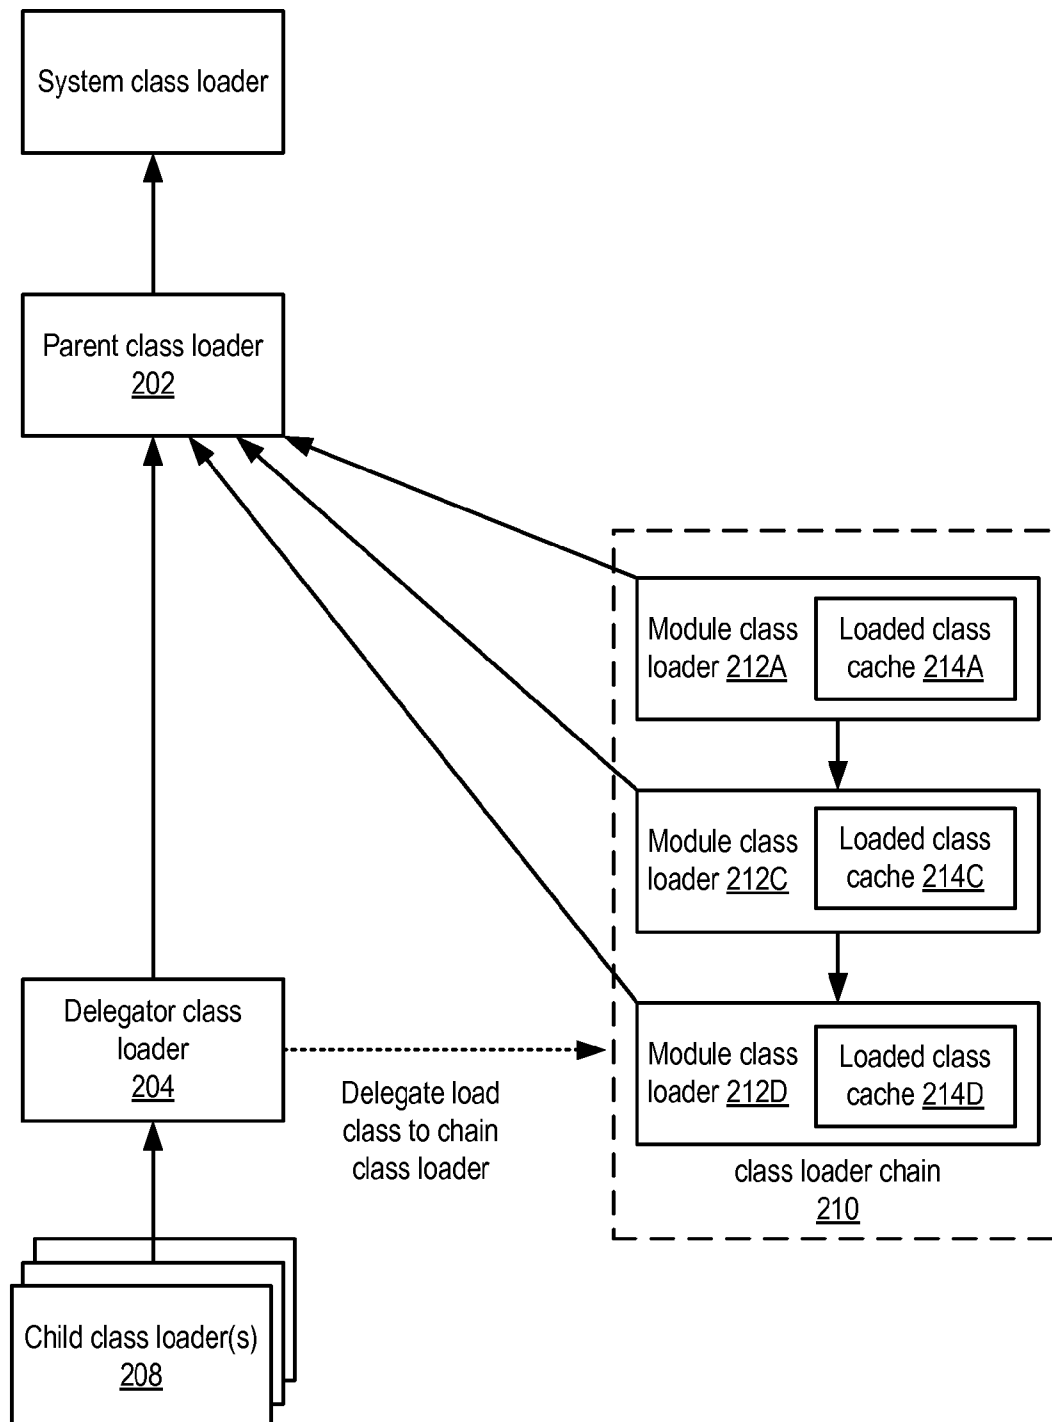 System class loader
Parent class loader
202
Module class
loader 212A
Loaded class
cache 214A
Module class
loader 212C
Loaded class
cache 214C
Delegator class
loader
204
Delegate load
class to chain
class loader
Module class
loader 212D
Loaded class
cache 214D
class loader chain
210
Child class loader(s)
208